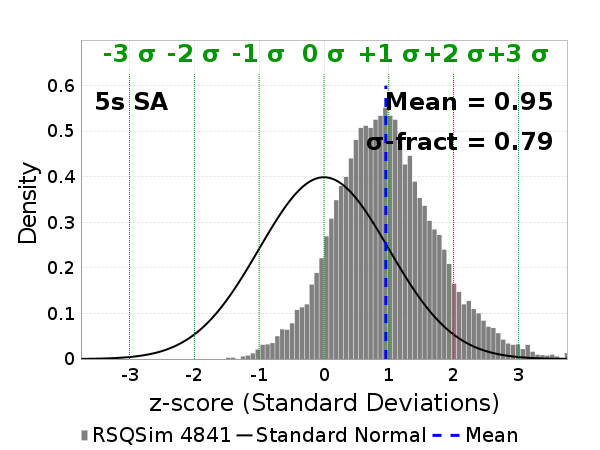 -3 σ -2 σ -1 σ 0 σ +1 σ +2 σ +3 σ
0.6
5s SA Mean = 0.95
0.5
σ-fract = 0.79
0.4
0.3
0.2
0.1
0
Density
-3 -2 -1 0 1 2 3
z-score (Standard Deviations)
RSQSim 4841 Standard Normal Mean